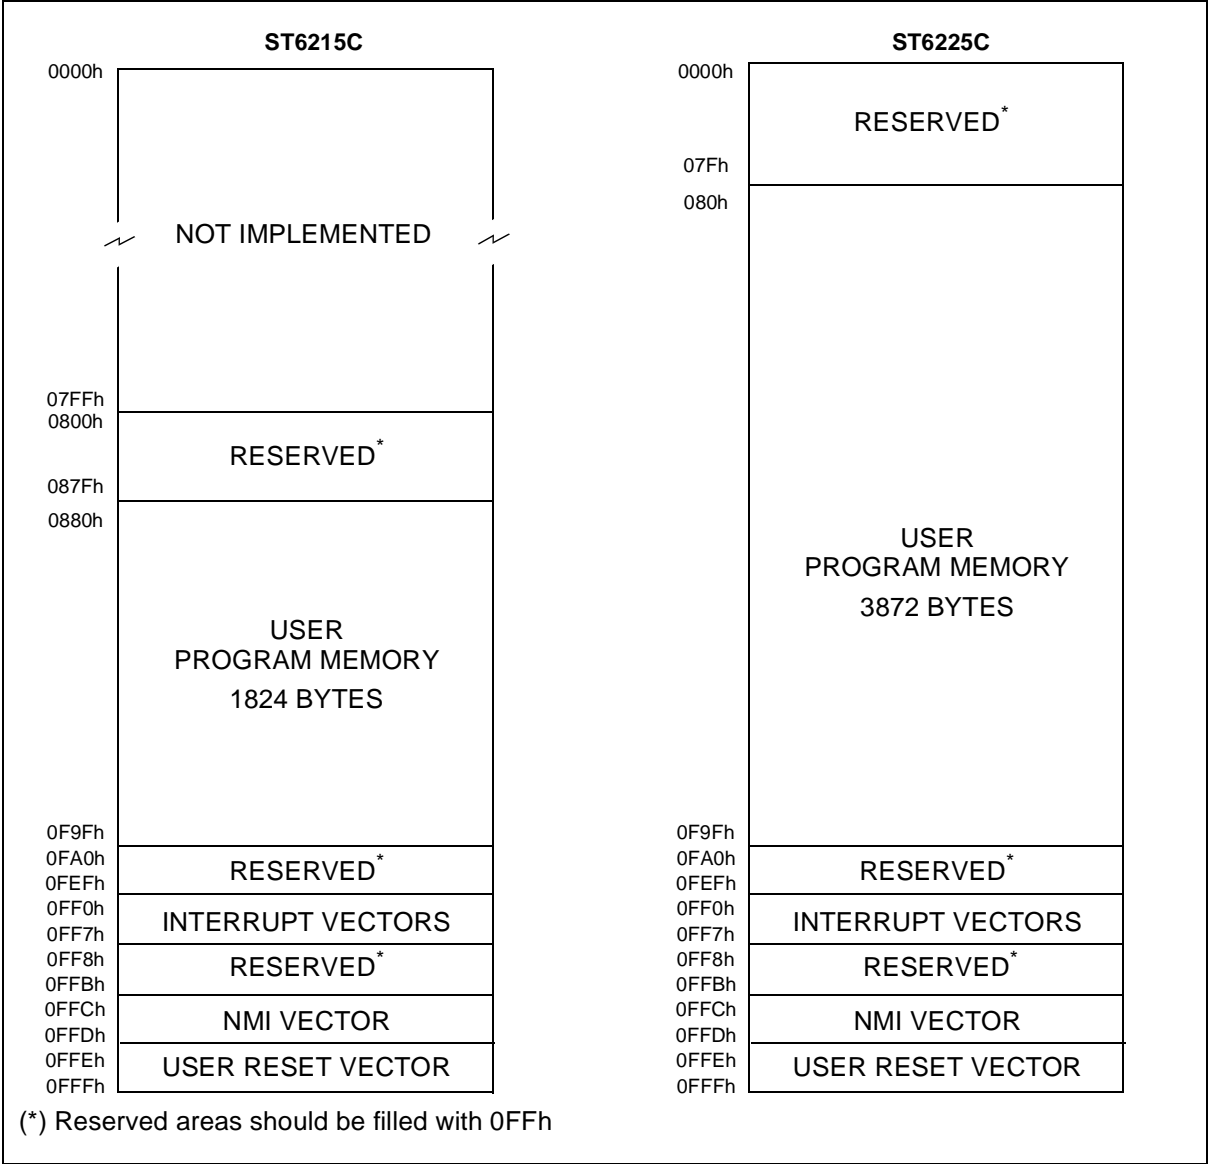 ST6215C
0000h
NOT IMPLEMENTED
07FFh
0800h
RESERVED*
087Fh
0880h
USER
PROGRAM MEMORY
1824 BYTES
0F9Fh
0FA0h
RESERVED*
0FEFh
0FF0h
INTERRUPT VECTORS
0FF7h
0FF8h
RESERVED*
0FFBh
0FFCh
NMI VECTOR
0FFDh
0FFEh
USER RESET VECTOR
0FFFh
ST6225C
0000h
RESERVED*
07Fh
080h
USER
PROGRAM MEMORY
3872 BYTES
0F9Fh
0FA0h
RESERVED*
0FEFh
0FF0h
INTERRUPT VECTORS
0FF7h
0FF8h
RESERVED*
0FFBh
0FFCh
NMI VECTOR
0FFDh
0FFEh
USER RESET VECTOR
0FFFh
(*) Reserved areas should be filled with 0FFh